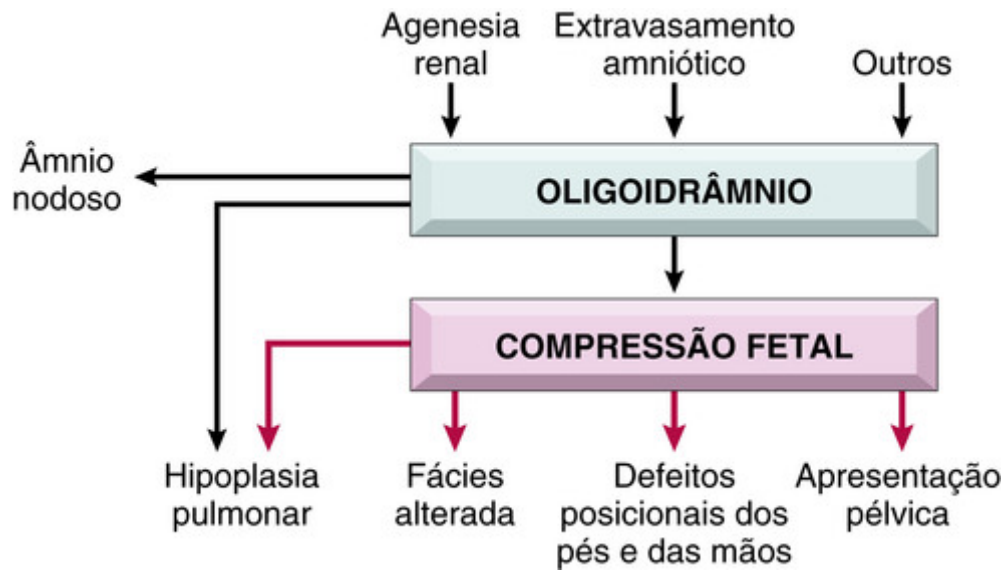 Agenesia
renal
Extravasamento
amniótico
Outros
Âmnio
nodoso
OLIGOIDRÂMNIO
COMPRESSÃO FETAL
Hipoplasia
pulmonar
Fácies
alterada
Defeitos
posicionais dos
pés e das mãos
Apresentação
pélvica